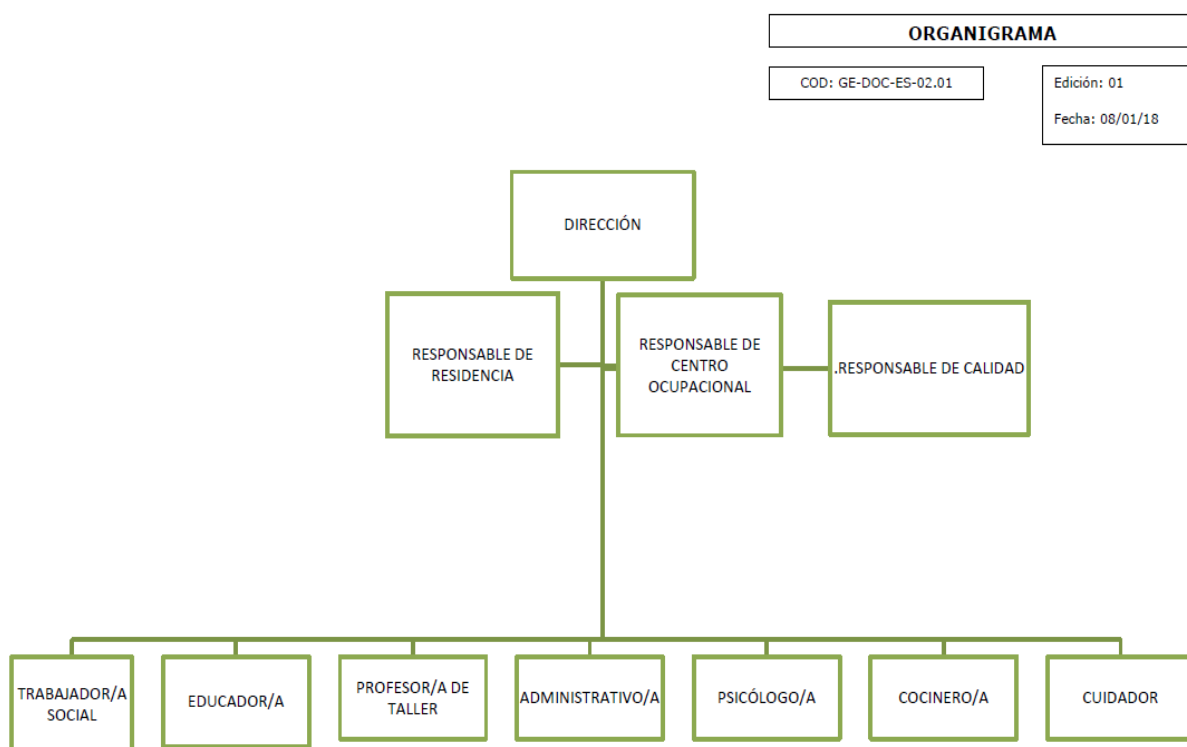 ORGANIGRAMA
COD: GE-DOC-ES-02.01
Edición: 01
Fecha: 08/01/18
DIRECCIÓN
RESPONSABLE DE
RESIDENCIA
RESPONSABLE DE
CENTRO
OCUPACIONAL
.RESPONSABLE DE CALIDAD
TRABAJADOR/A
SOCIAL
EDUCADOR/A
PROFESOR/A DE
TALLER
ADMINISTRATIVO/A
PSICÓLOGO/A
COCINERO/A
CUIDADOR